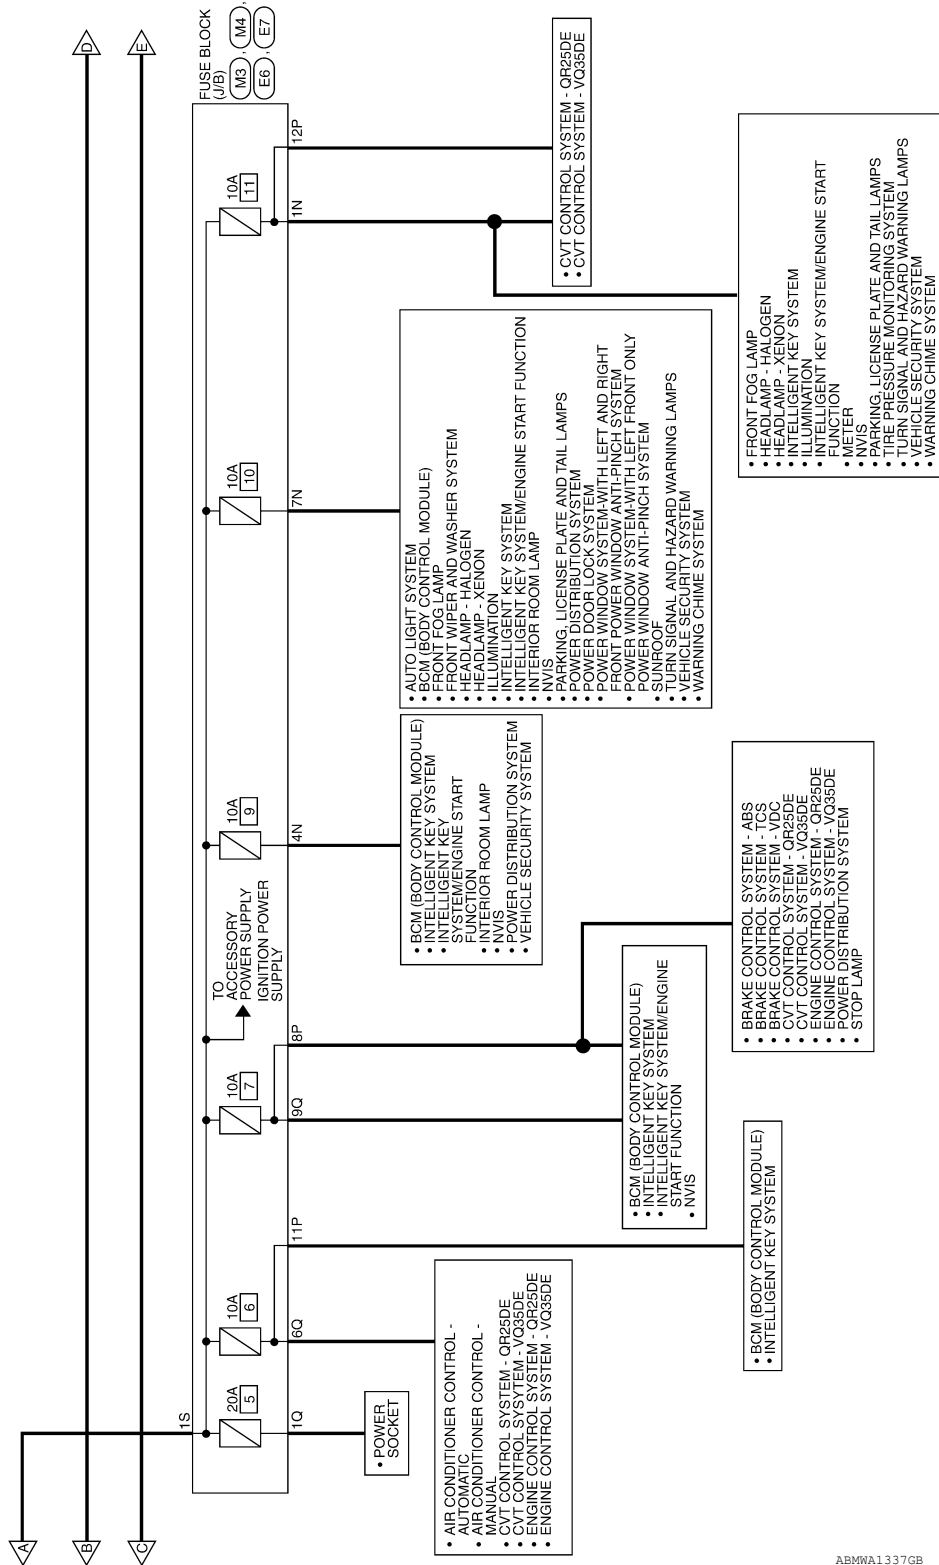 A
B
C
D
E
FUSE BLOCK
(J/B)
M3 , M4 ,
E6 , E7
1S
20A
5
1Q
10A
6
6Q
11P
10A
7
9Q
8P
TO
ACCESSORY
POWER SUPPLY
IGNITION POWER
SUPPLY
10A
9
4N
10A
10
7N
10A
11
1N
12P
• POWER
SOCKET
• AIR CONDITIONER CONTROL -
AUTOMATIC
• AIR CONDITIONER CONTROL -
MANUAL
• CVT CONTROL SYSTEM - QR25DE
• CVT CONTROL SYSYTEM - VQ35DE
• ENGINE CONTROL SYSTEM - QR25DE
• ENGINE CONTROL SYSTEM - VQ35DE
• BCM (BODY CONTROL MODULE)
• INTELLIGENT KEY SYSTEM
• BCM (BODY CONTROL MODULE)
• INTELLIGENT KEY SYSTEM
• INTELLIGENT KEY SYSTEM/ENGINE
START FUNCTION
• NVIS
• BRAKE CONTROL SYSTEM - ABS
• BRAKE CONTROL SYSTEM - TCS
• BRAKE CONTROL SYSTEM - VDC
• CVT CONTROL SYSTEM - QR25DE
• CVT CONTROL SYSTEM - VQ35DE
• ENGINE CONTROL SYSTEM - QR25DE
• ENGINE CONTROL SYSTEM - VQ35DE
• POWER DISTRIBUTION SYSTEM
• STOP LAMP
• BCM (BODY CONTROL MODULE)
• INTELLIGENT KEY SYSTEM
• INTELLIGENT KEY
SYSTEM/ENGINE START
FUNCTION
• INTERIOR ROOM LAMP
• NVIS
• POWER DISTRIBUTION SYSTEM
• VEHICLE SECURITY SYSTEM
• AUTO LIGHT SYSTEM
• BCM (BODY CONTROL MODULE)
• FRONT FOG LAMP
• FRONT WIPER AND WASHER SYSTEM
• HEADLAMP - HALOGEN
• HEADLAMP - XENON
• ILLUMINATION
• INTELLIGENT KEY SYSTEM
• INTELLIGENT KEY SYSTEM/ENGINE START FUNCTION
• INTERIOR ROOM LAMP
• NVIS
• PARKING, LICENSE PLATE AND TAIL LAMPS
• POWER DISTRIBUTION SYSTEM
• POWER DOOR LOCK SYSTEM
• POWER WINDOW SYSTEM-WITH LEFT AND RIGHT
FRONT POWER WINDOW ANTI-PINCH SYSTEM
• POWER WINDOW SYSTEM-WITH LEFT FRONT ONLY
POWER WINDOW ANTI-PINCH SYSTEM
• SUNROOF
• TURN SIGNAL AND HAZARD WARNING LAMPS
• VEHICLE SECURITY SYSTEM
• WARNING CHIME SYSTEM
• CVT CONTROL SYSTEM - QR25DE
• CVT CONTROL SYSTEM - VQ35DE
• FRONT FOG LAMP
• HEADLAMP - HALOGEN
• HEADLAMP - XENON
• INTELLIGENT KEY SYSTEM
• ILLUMINATION
• INTELLIGENT KEY SYSTEM/ENGINE START
FUNCTION
• METER
• NVIS
• PARKING, LICENSE PLATE AND TAIL LAMPS
• TIRE PRESSURE MONITORING SYSTEM
• TURN SIGNAL AND HAZARD WARNING LAMPS
• VEHICLE SECURITY SYSTEM
• WARNING CHIME SYSTEM
ABMWA1337GB